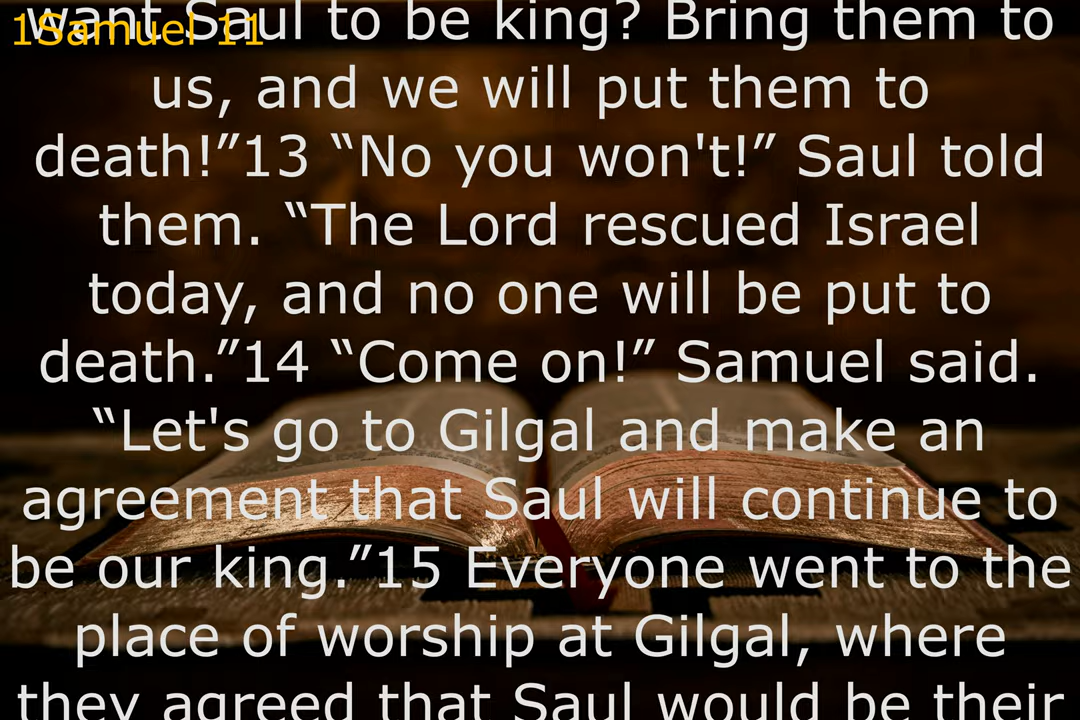 1Samuel 11
want Saul to be king? Bring them to
us, and we will put them to
death!”13 “No you won't!” Saul told
them. “The Lord rescued Israel
today, and no one will be put to
death.”14 “Come on!” Samuel said.
“Let's go to Gilgal and make an
agreement that Saul will continue to
be our king.”15 Everyone went to the
place of worship at Gilgal, where
they agreed that Saul would be their